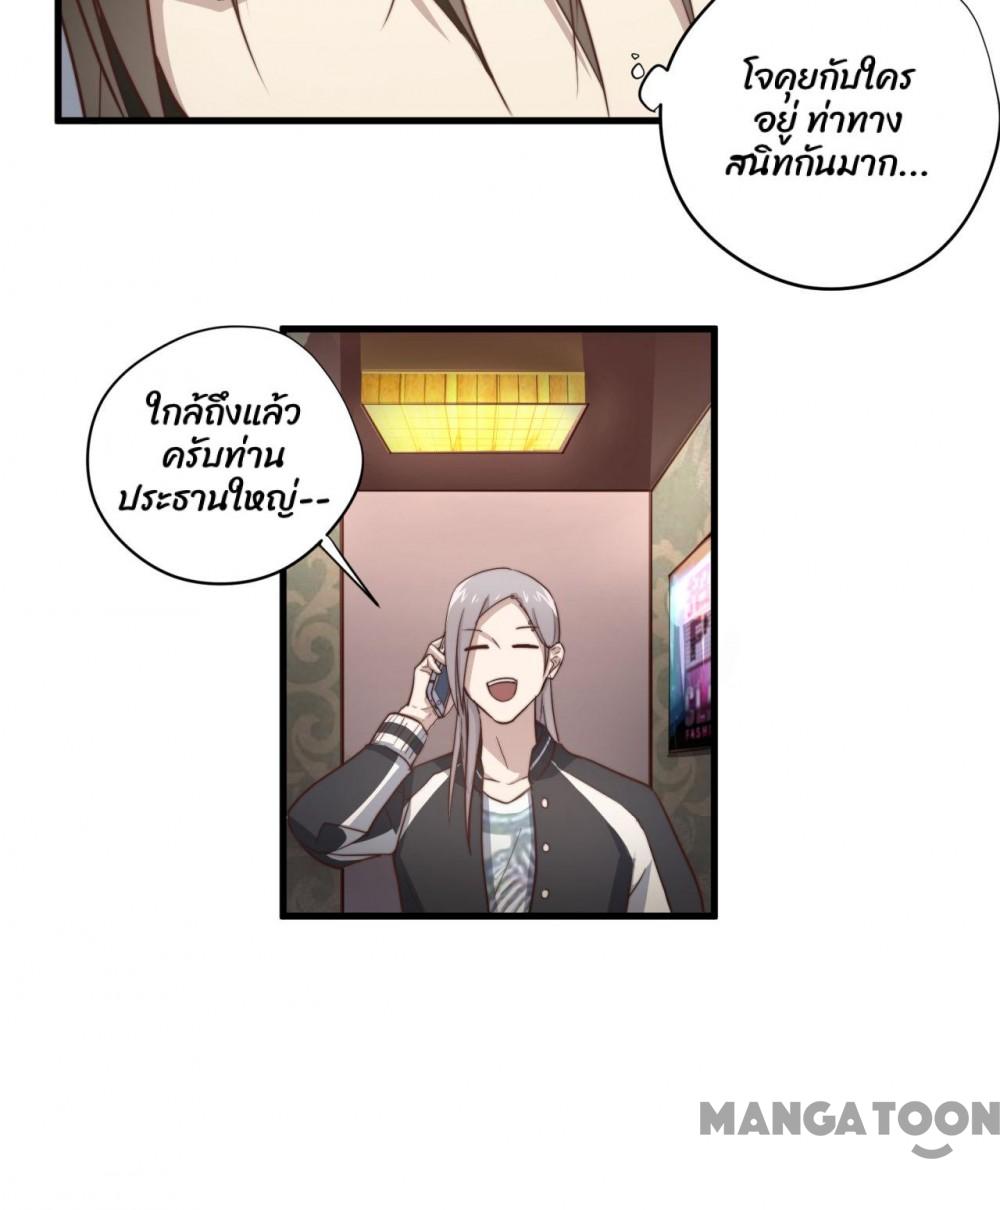 โจคุยกับใคร
อยู่ ท่าทาง
สนิทกันมาก...
ใกล้ถึงแล้ว
ครับท่าน
ประธานใหญ่--
MANGATOON